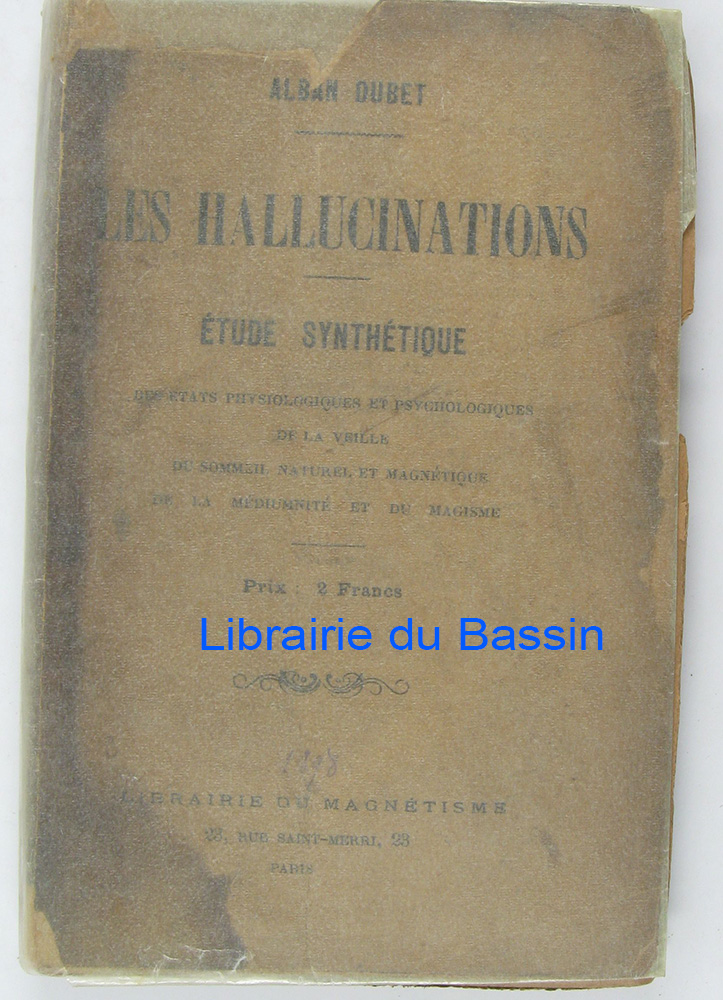 ALBAN DUBET
LES HALLUCINATIONS
ÉTUDE SYNTHÉTIQUE
DES ÉTATS PHYSIOLOGIQUES ET PSYCHOLOGIQUES
DE LA VEILLE
DU SOMMEIL NATUREL ET MAGNÉTIQUE
DE LA MÉDIUMNITÉ ET DU MAGISME
Prix : 2 Francs
Librairie du Bassin
LIBRAIRIE DU MAGNÉTISME
23, RUE SAINT-MERRI, 23
PARIS